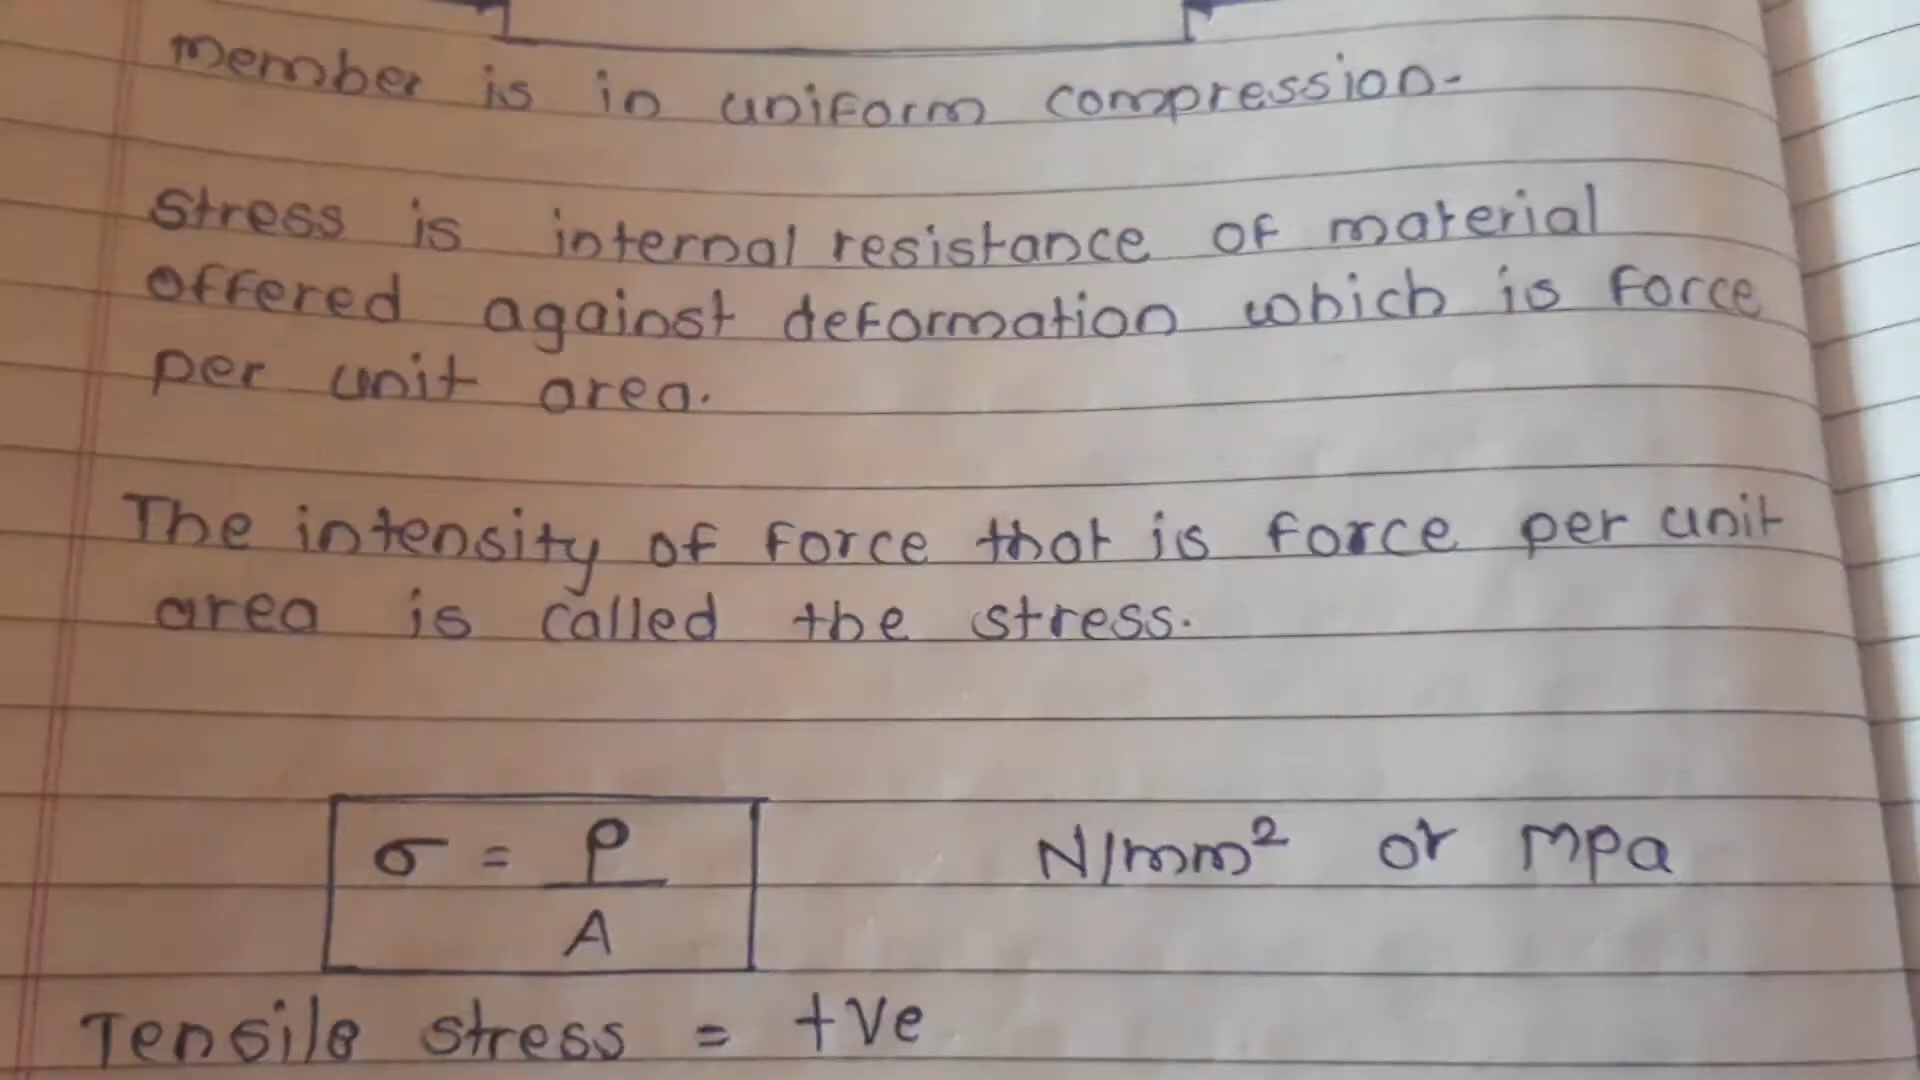 member is in uniform compression-
stress is internal resistance of material
offered against deformation which is force
per unit area.
The intensity of force that is force per unit
area is called the stress.
σ = P / A N/mm² or mpa
Tensile stress = +ve